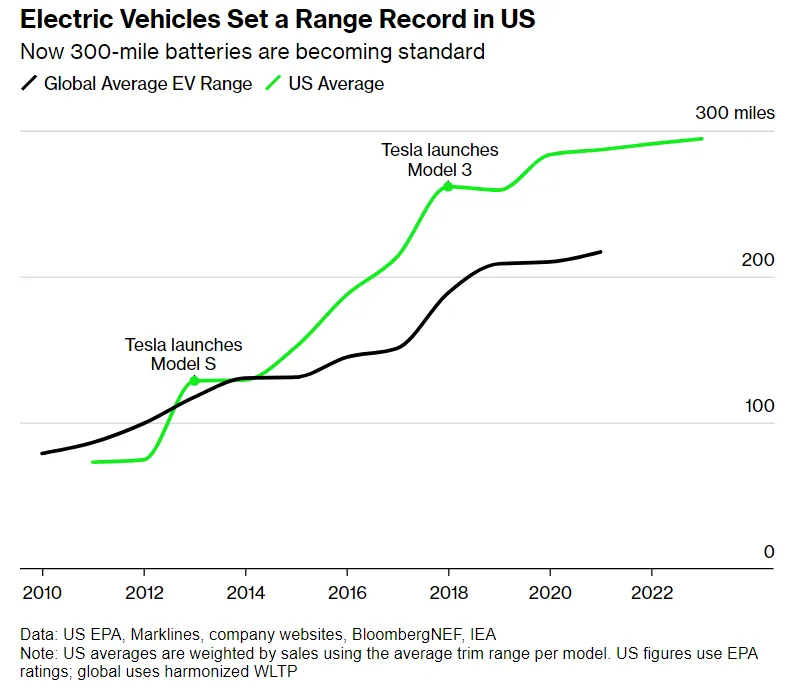 Electric Vehicles Set a Range Record in US
Now 300-mile batteries are becoming standard
Global Average EV Range US Average
300 miles
Tesla launches
Model 3
200
Tesla launches
Model S
100
0
2010 2012 2014 2016 2018 2020 2022
Data: US EPA, Marklines, company websites, BloombergNEF, IEA
Note: US averages are weighted by sales using the average trim range per model. US figures use EPA
ratings; global uses harmonized WLTP